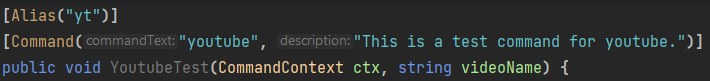 [Alias("yt")]
[Command(commandText:"youtube", description:"This is a test command for youtube.")]
public void YoutubeTest(CommandContext ctx, string videoName) {